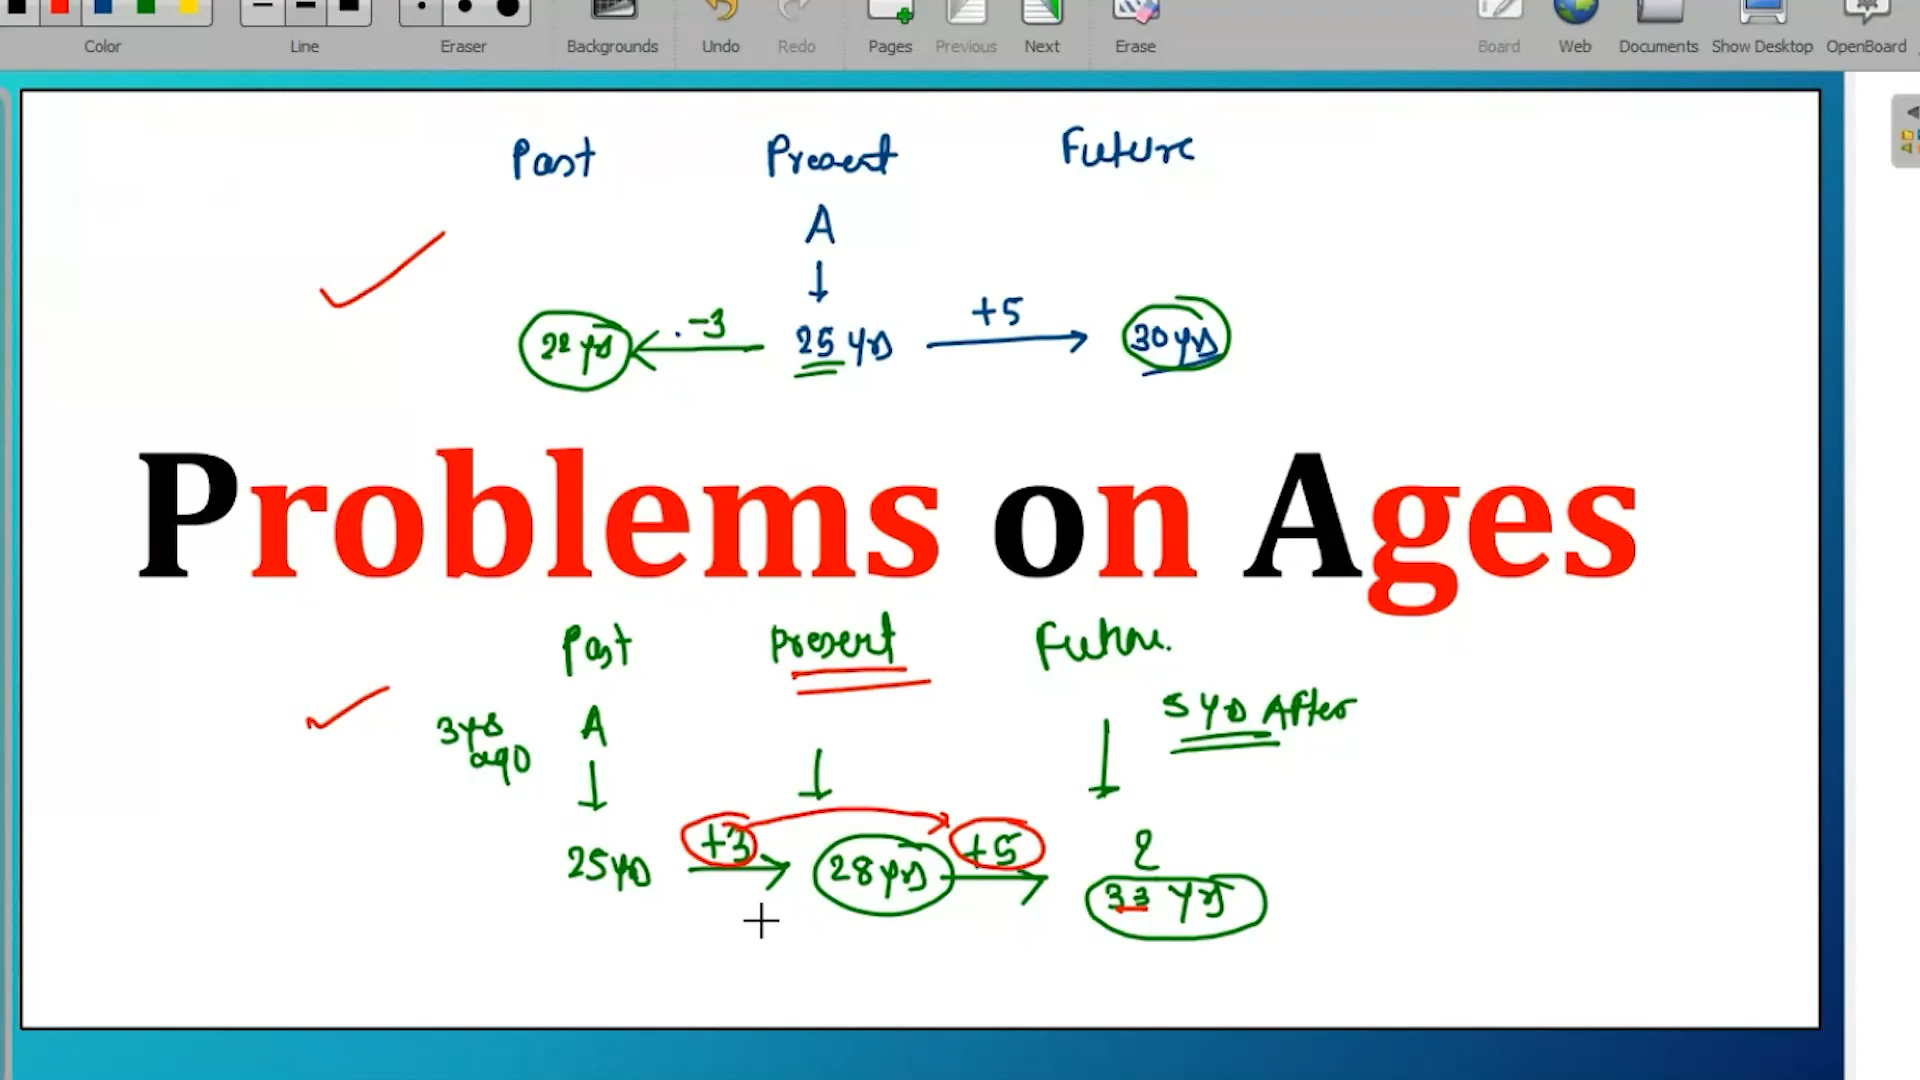 Color Line Eraser Backgrounds Undo Redo Pages Previous Next Erase Board Web Documents Show Desktop OpenBoard
Past Present Future
A
22 yrs -3 25 yrs +5 30 yrs
Problems on Ages
Past Present Future.
3 yrs ago A 5 yrs After
25 yrs +3 28 yrs +5 2
33 yrs